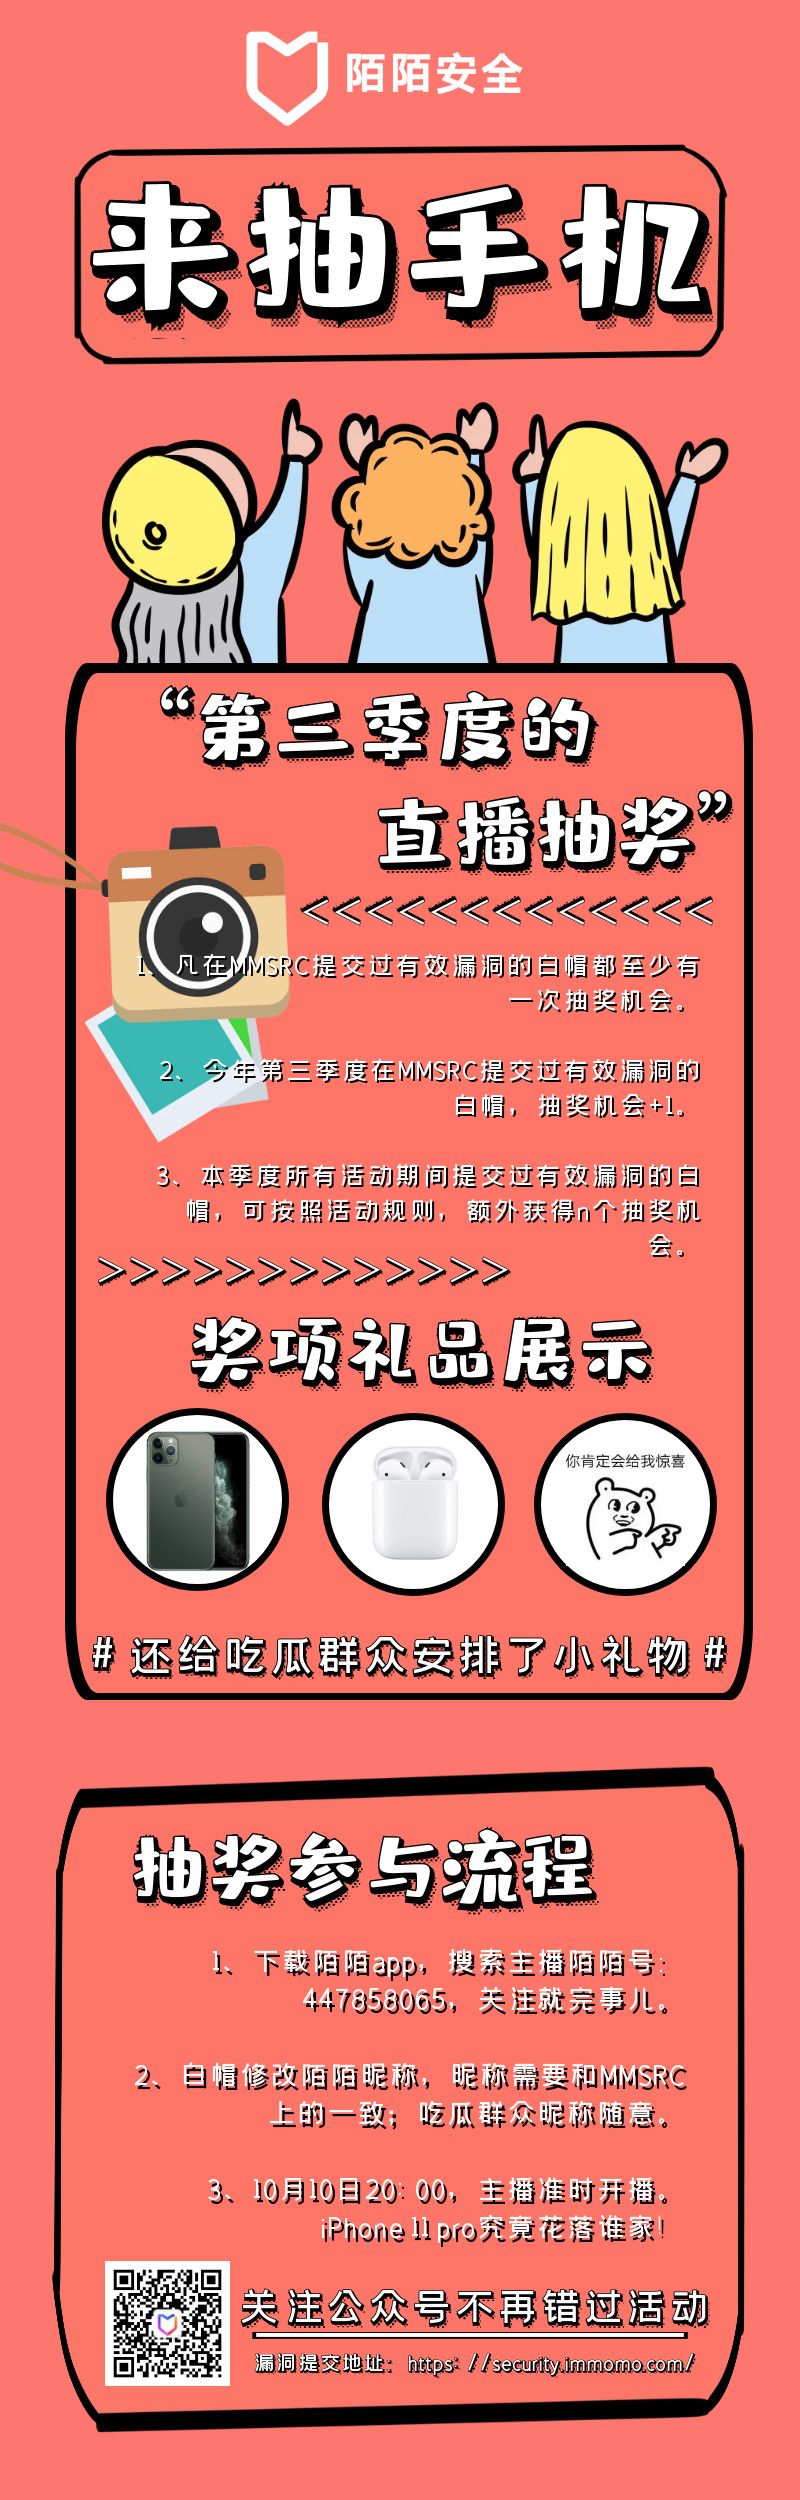 陌陌安全
来抽手机
“第三季度的
直播抽奖”
<<<<<<<<<<<<<
1、凡在MMSRC提交过有效漏洞的白帽都至少有
一次抽奖机会。
2、今年第三季度在MMSRC提交过有效漏洞的
白帽，抽奖机会+1。
3、本季度所有活动期间提交过有效漏洞的白
帽，可按照活动规则，额外获得n个抽奖机
会。
>>>>>>>>>>>>>
奖项礼品展示
你肯定会给我惊喜
# 还给吃瓜群众安排了小礼物 #
抽奖参与流程
1、下载陌陌app，搜索主播陌陌号：
447858065，关注就完事儿。
2、白帽修改陌陌昵称，昵称需要和MMSRC
上的一致；吃瓜群众昵称随意。
3、10月10日20：00，主播准时开播。
iPhone 11 pro究竟花落谁家！
关注公众号不再错过活动
漏洞提交地址：https://security.immomo.com/